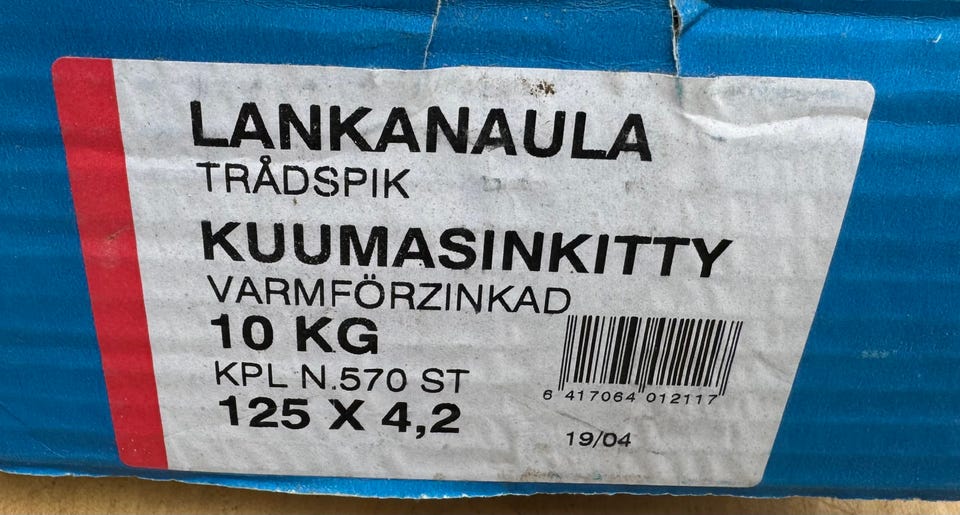 LANKANAULA
TRÅDSPIK
KUUMASINKITTY
VARMFÖRZINKAD
10 KG
KPL N.570 ST
125 X 4,2
6 417064 012117
19/04